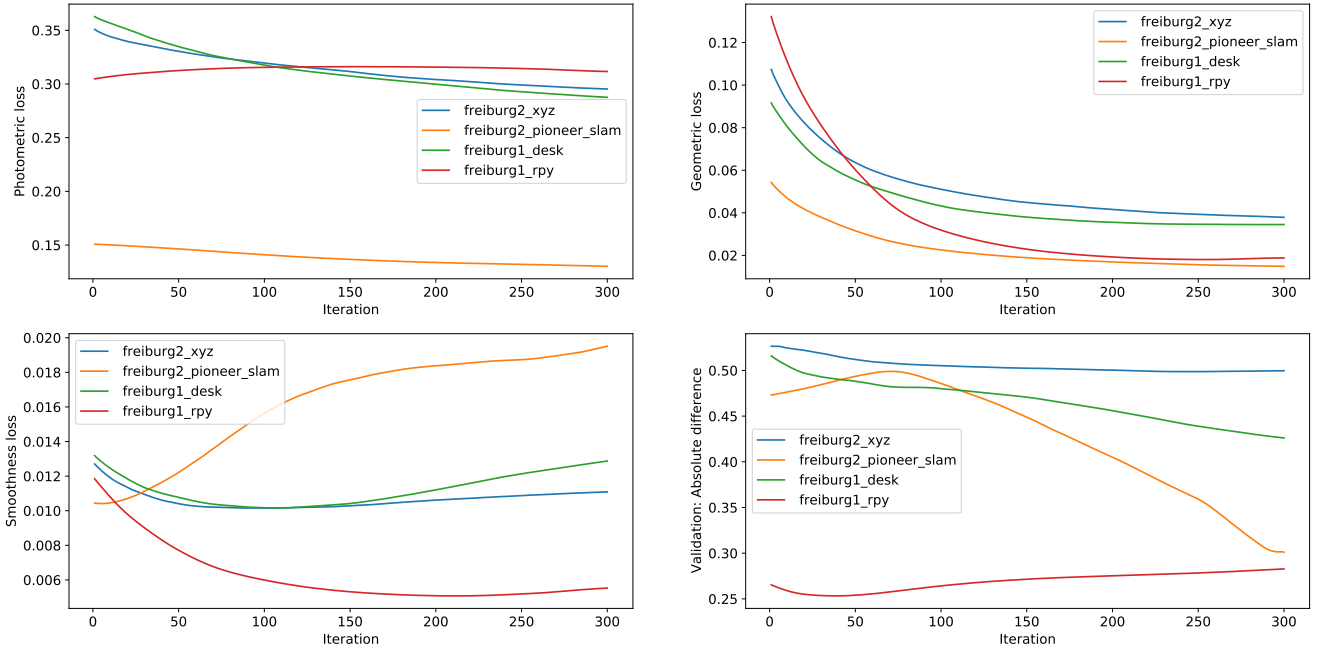 Photometric loss
0.35
0.30
0.25
0.20
0.15
0
50
100
150
200
250
300
Iteration
freiburg2_xyz
freiburg2_pioneer_slam
freiburg1_desk
freiburg1_rpy
Geometric loss
0.12
0.10
0.08
0.06
0.04
0.02
0
50
100
150
200
250
300
Iteration
freiburg2_xyz
freiburg2_pioneer_slam
freiburg1_desk
freiburg1_rpy
Smoothness loss
0.020
0.018
0.016
0.014
0.012
0.010
0.008
0.006
0
50
100
150
200
250
300
Iteration
freiburg2_xyz
freiburg2_pioneer_slam
freiburg1_desk
freiburg1_rpy
Validation: Absolute difference
0.50
0.45
0.40
0.35
0.30
0.25
0
50
100
150
200
250
300
Iteration
freiburg2_xyz
freiburg2_pioneer_slam
freiburg1_desk
freiburg1_rpy